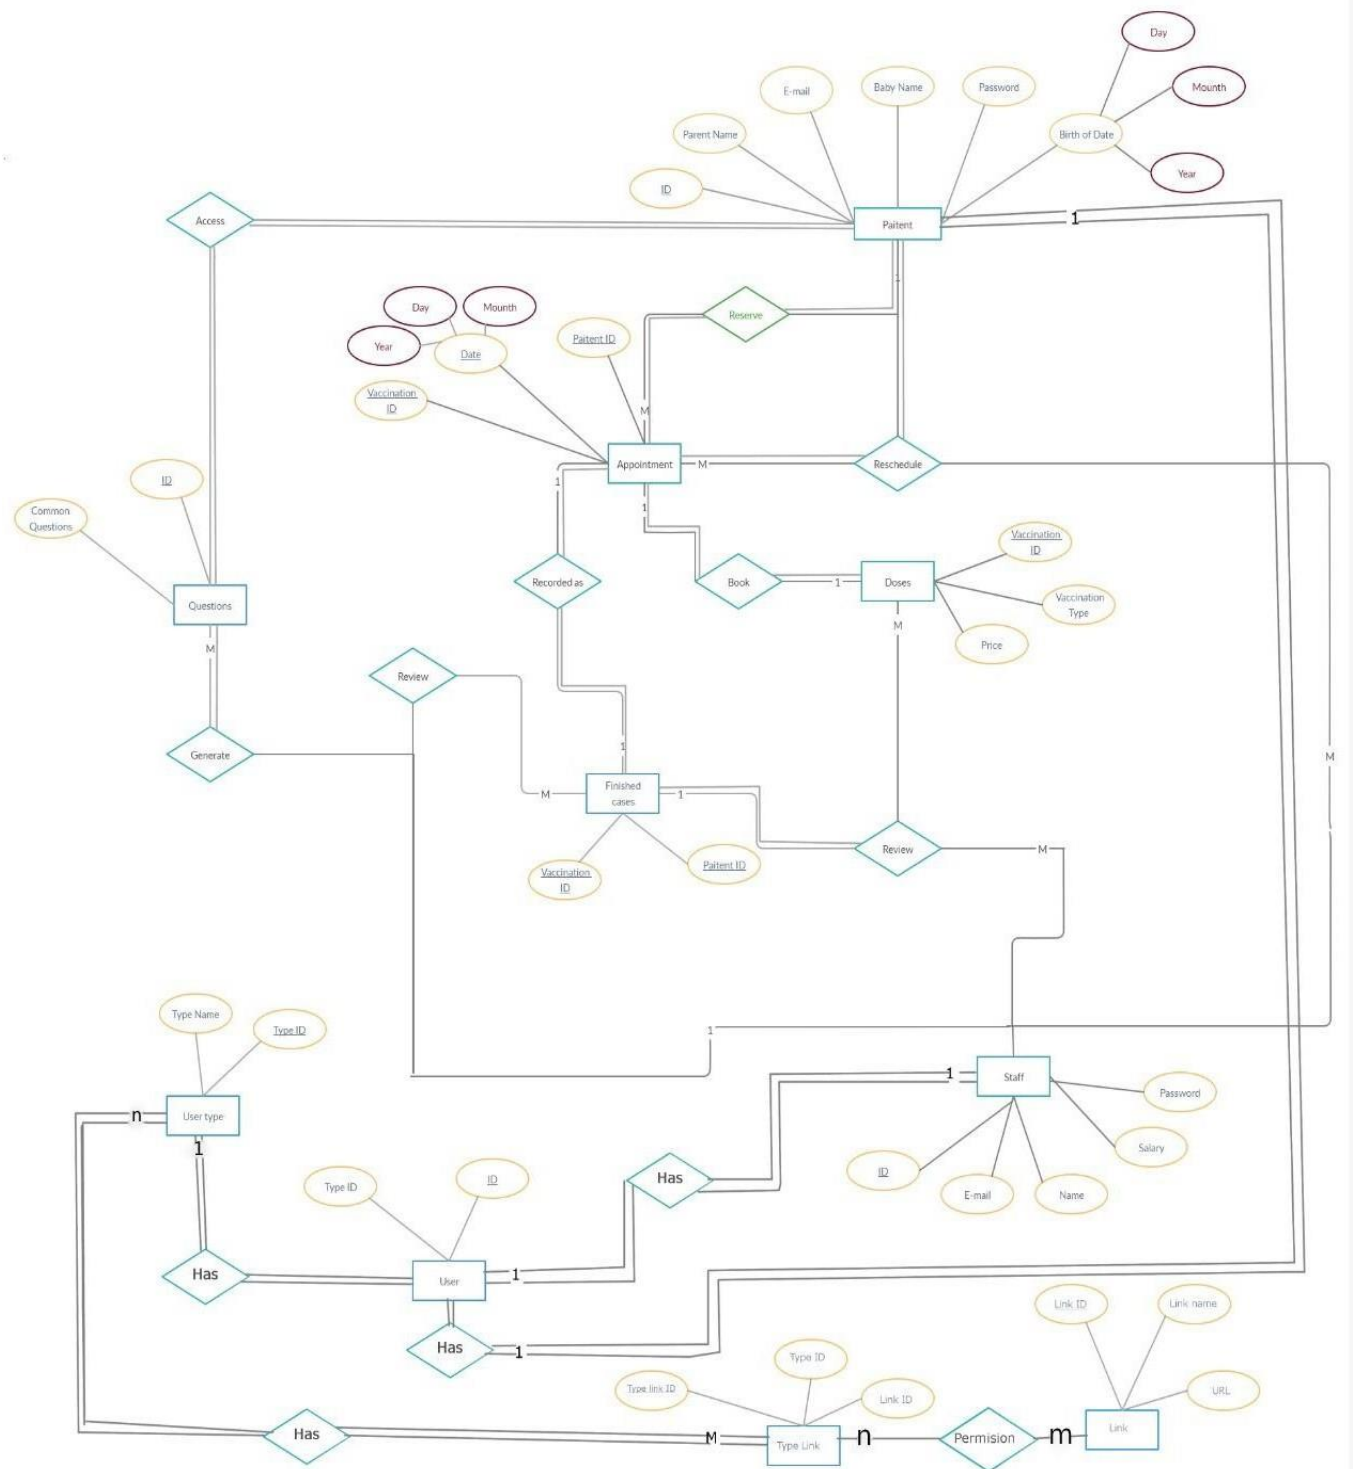 Day
E-mail
Baby Name
Password
Mounth
Parent Name
Birth of Date
Year
ID
Access
Paitent
1
1
Day
Mounth
Reserve
Year
Date
Paitent ID
Vaccination
ID
M
Appointment
M
Reschedule
ID
1
1
Common
Questions
Vaccination
ID
Recorded as
Book
1
Doses
Questions
Vaccination
Type
M
M
Price
Review
1
Generate
M
Finished
cases
M
1
Review
M
Vaccination
ID
Paitent ID
Type Name
Type ID
1
Staff
1
Password
User type
n
1
Salary
Has
ID
E-mail
Name
Type ID
ID
Has
User
1
Has
1
Link ID
Link name
Type ID
Type link ID
Link ID
URL
Has
M
Type Link
n
Permision
m
Link